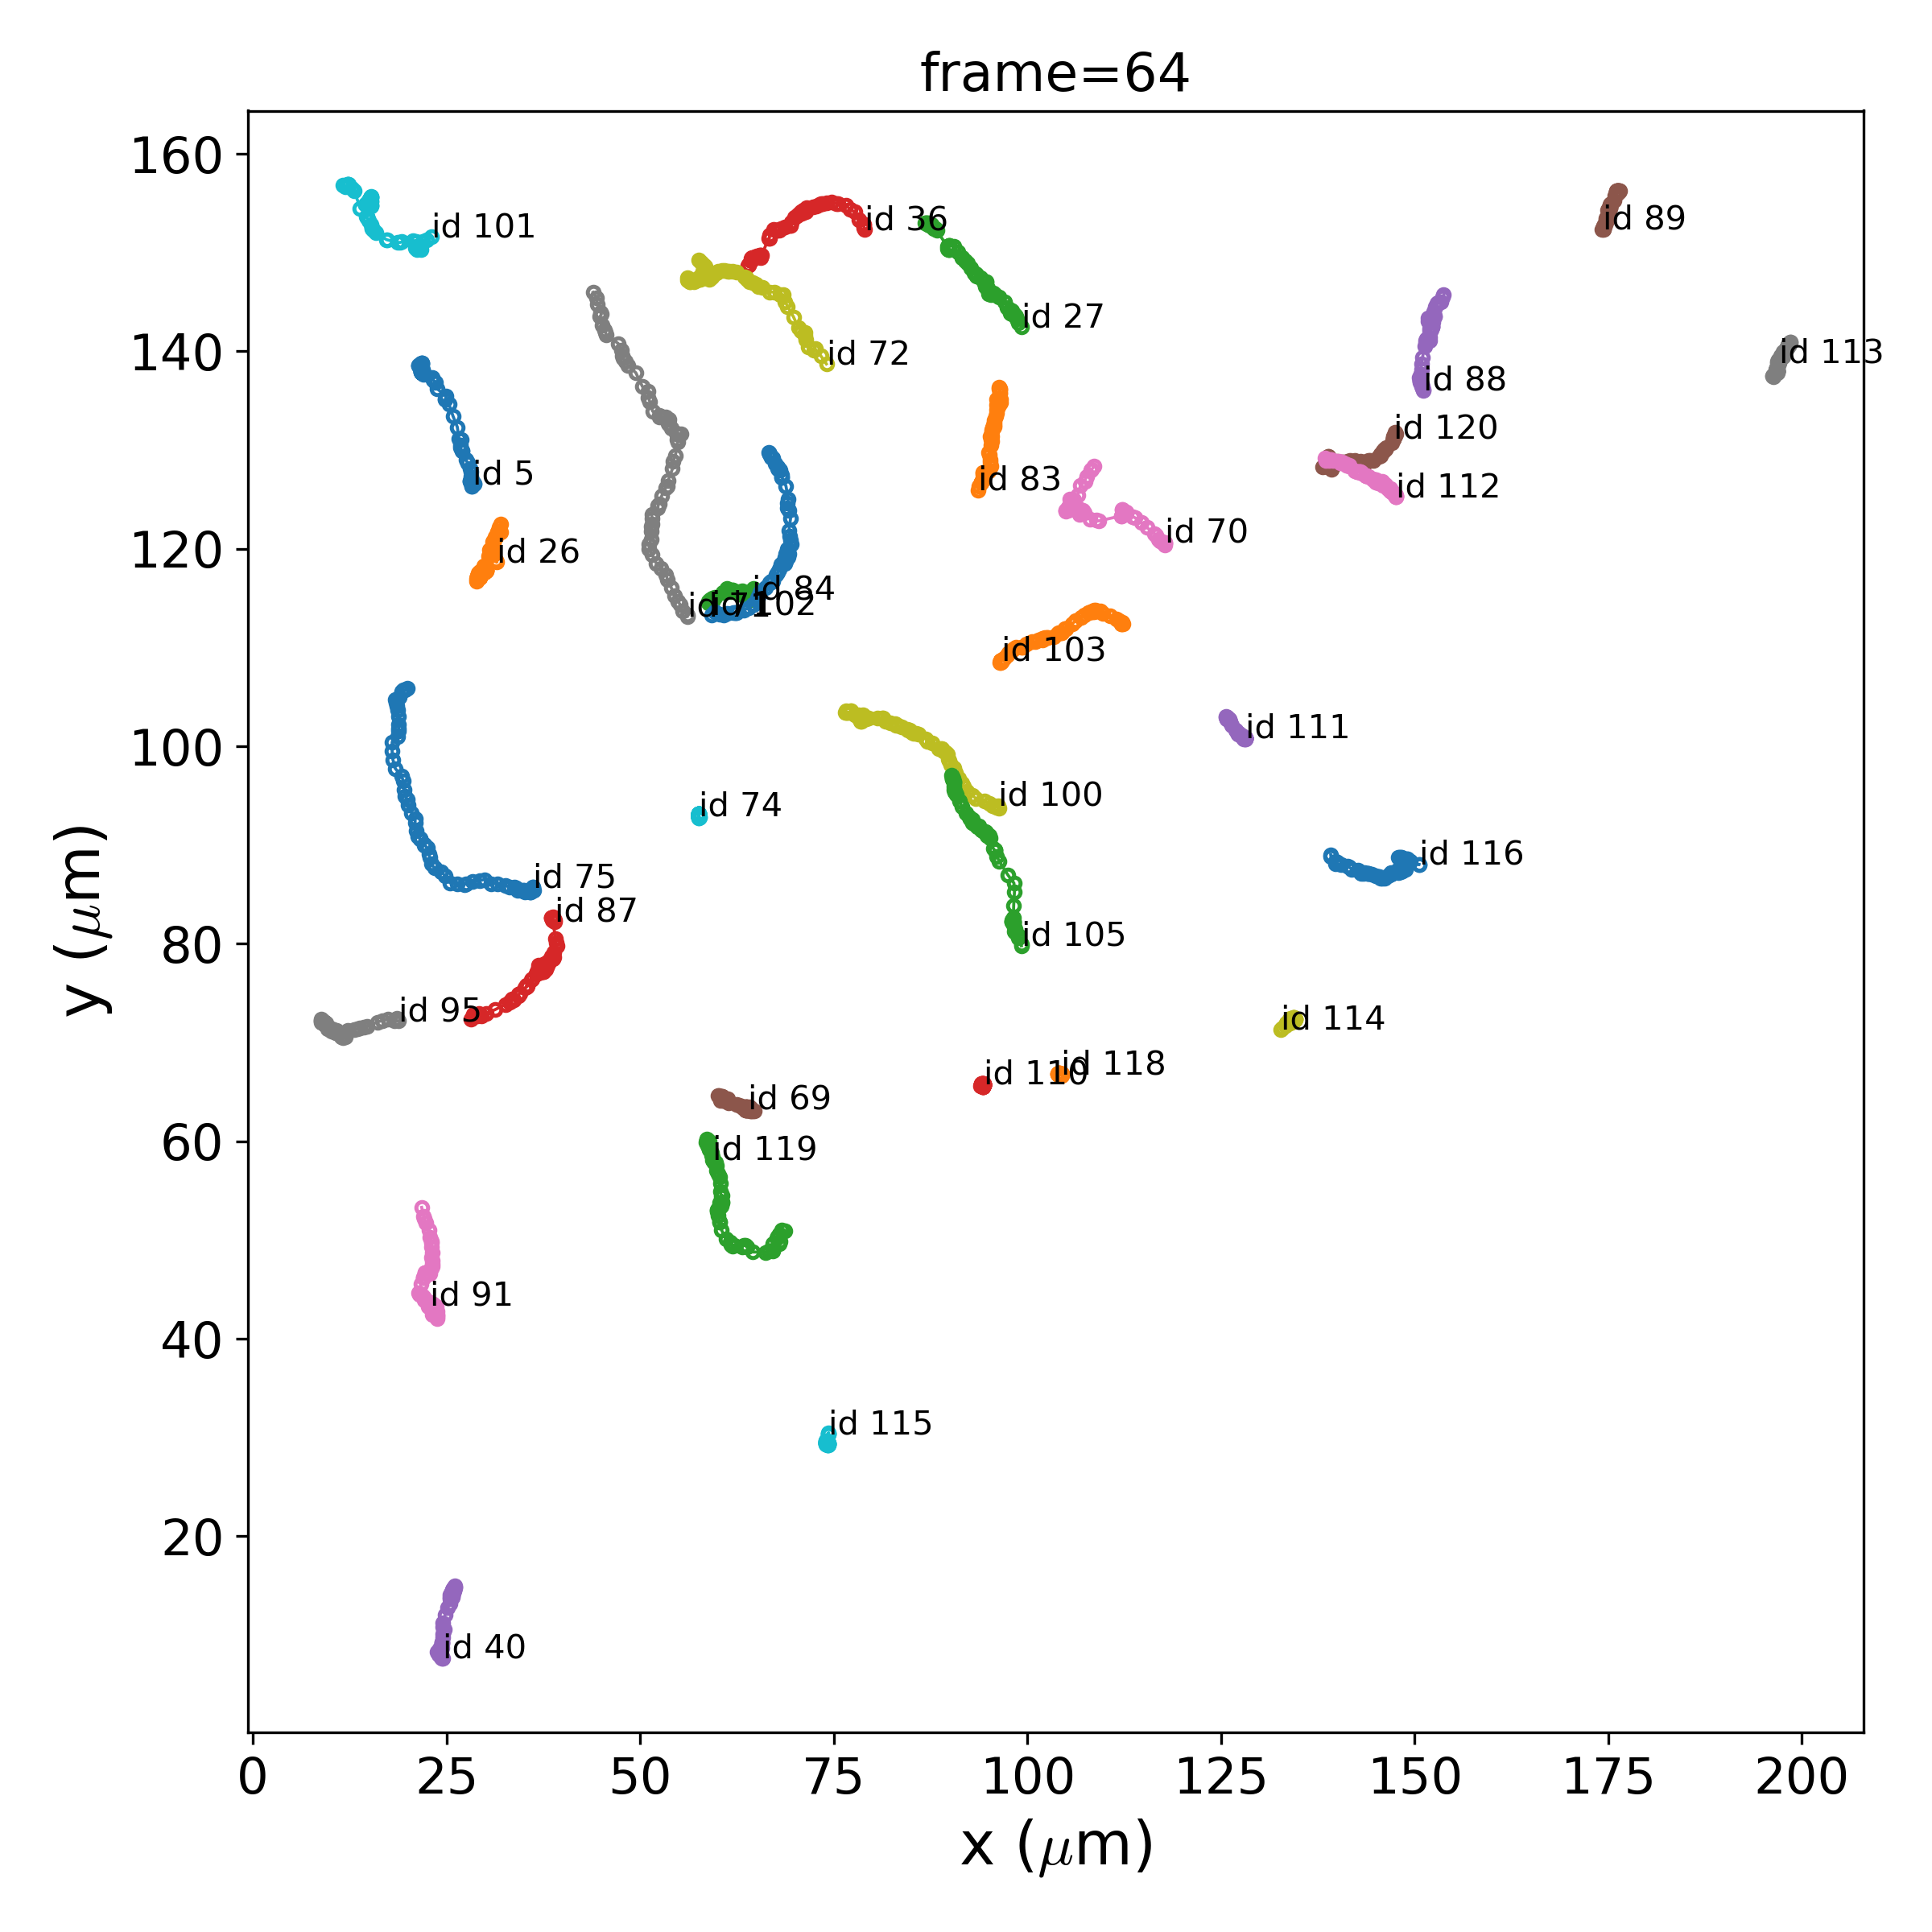 frame=64
160
140
120
100
80
60
40
20
y (μm)
0
25
50
75
100
125
150
175
200
x (μm)
id 101
id 36
id 89
id 27
id 72
id 113
id 88
id 120
id 5
id 83
id 112
id 70
id 26
id 84
id 71
id 102
id 103
id 111
id 100
id 74
id 116
id 75
id 87
id 105
id 95
id 114
id 110
id 118
id 69
id 119
id 91
id 115
id 40